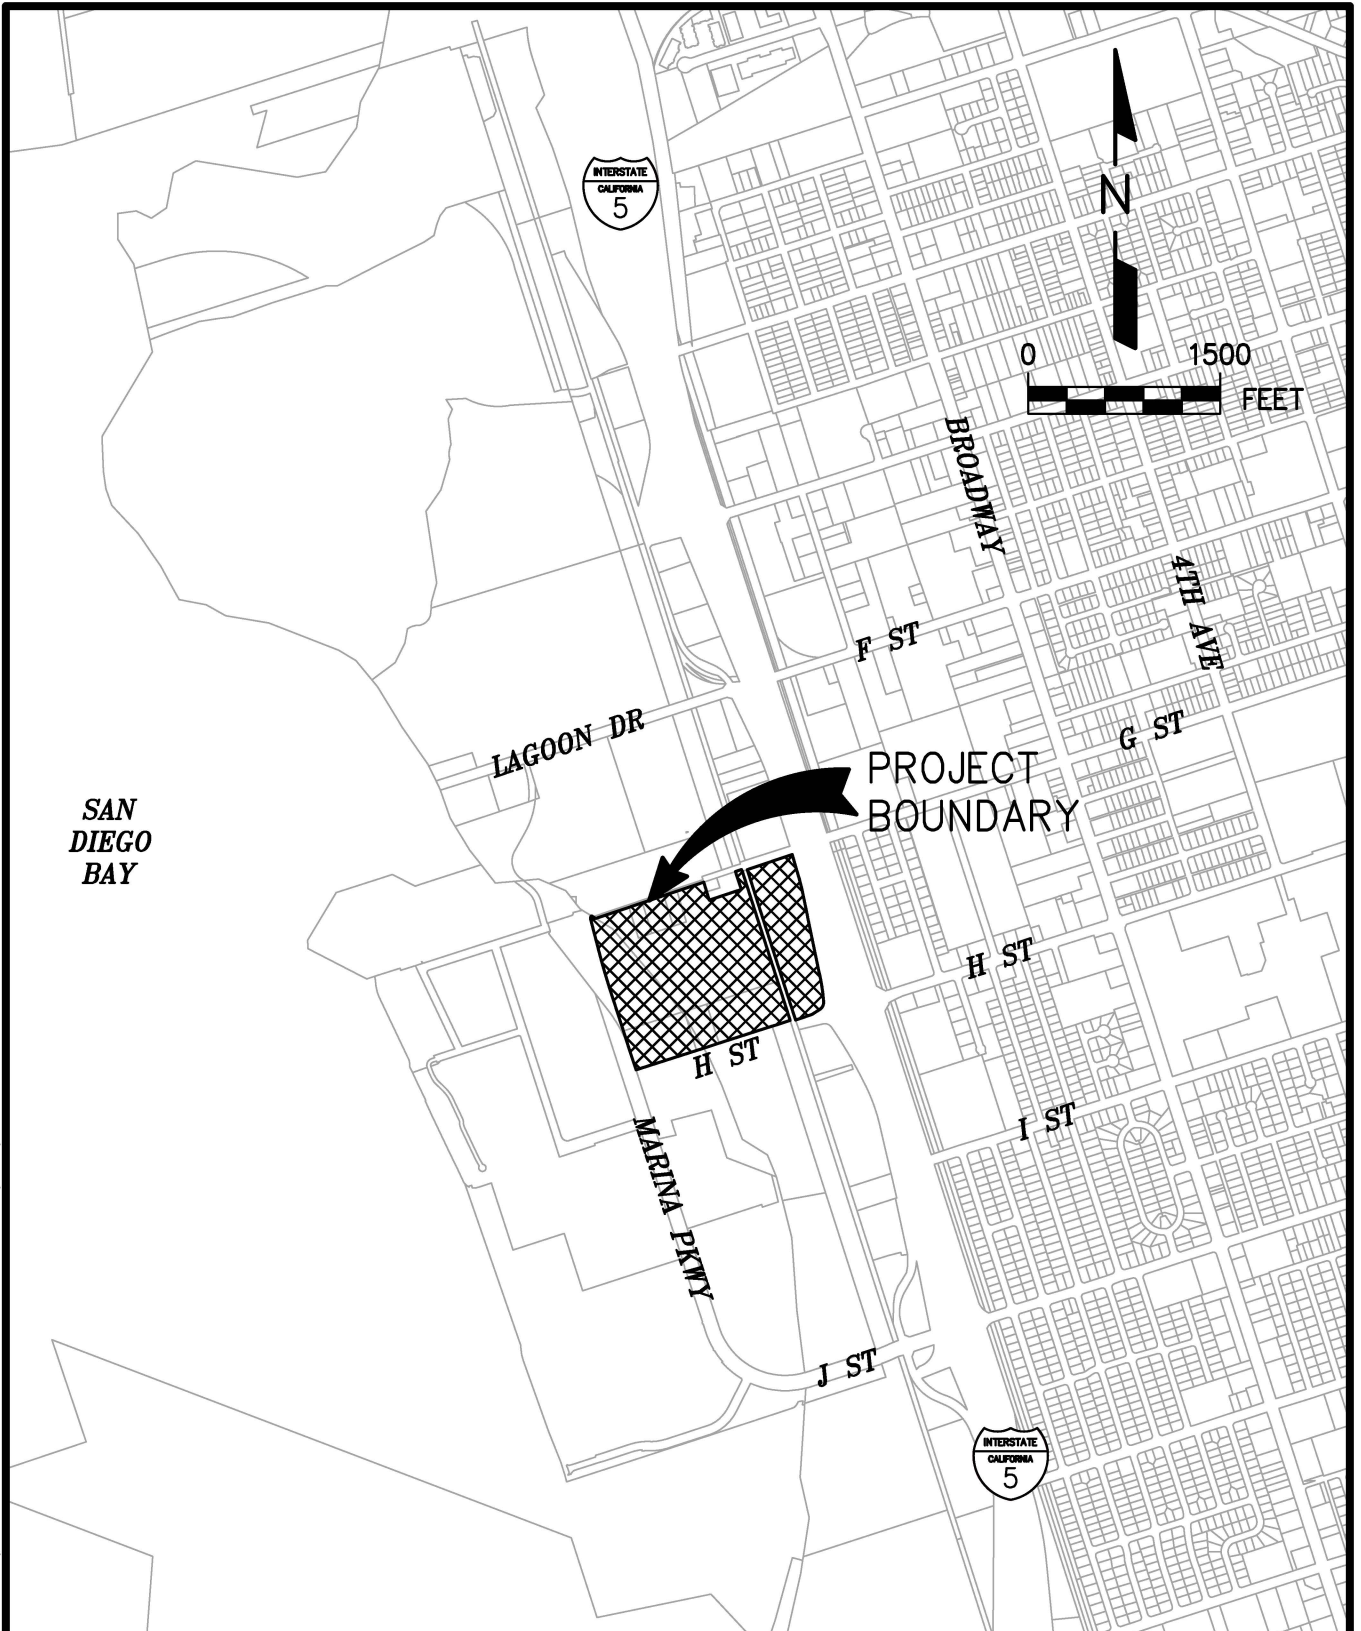 INTERSTATE
CALIFORNIA
5
N
0 1500
FEET
BROADWAY
4TH AVE
F ST
G ST
LAGOON DR
PROJECT
BOUNDARY
SAN
DIEGO
BAY
H ST
H ST
I ST
MARINA PKWY
J ST
INTERSTATE
CALIFORNIA
5